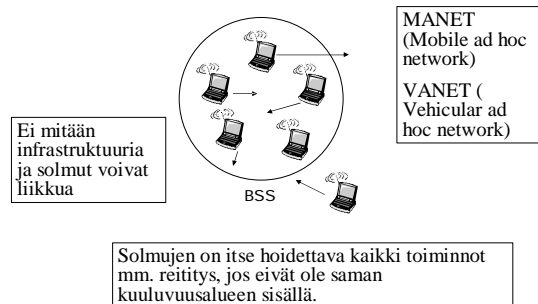 MANET
(Mobile ad hoc
network)
VANET (
Vehicular ad
hoc network)
Ei mitään
infrastruktuuria
ja solmut voivat
liikkua
BSS
Solmujen on itse hoidettava kaikki toiminnot
mm. reititys, jos eivät ole saman
kuuluvuusalueen sisällä.